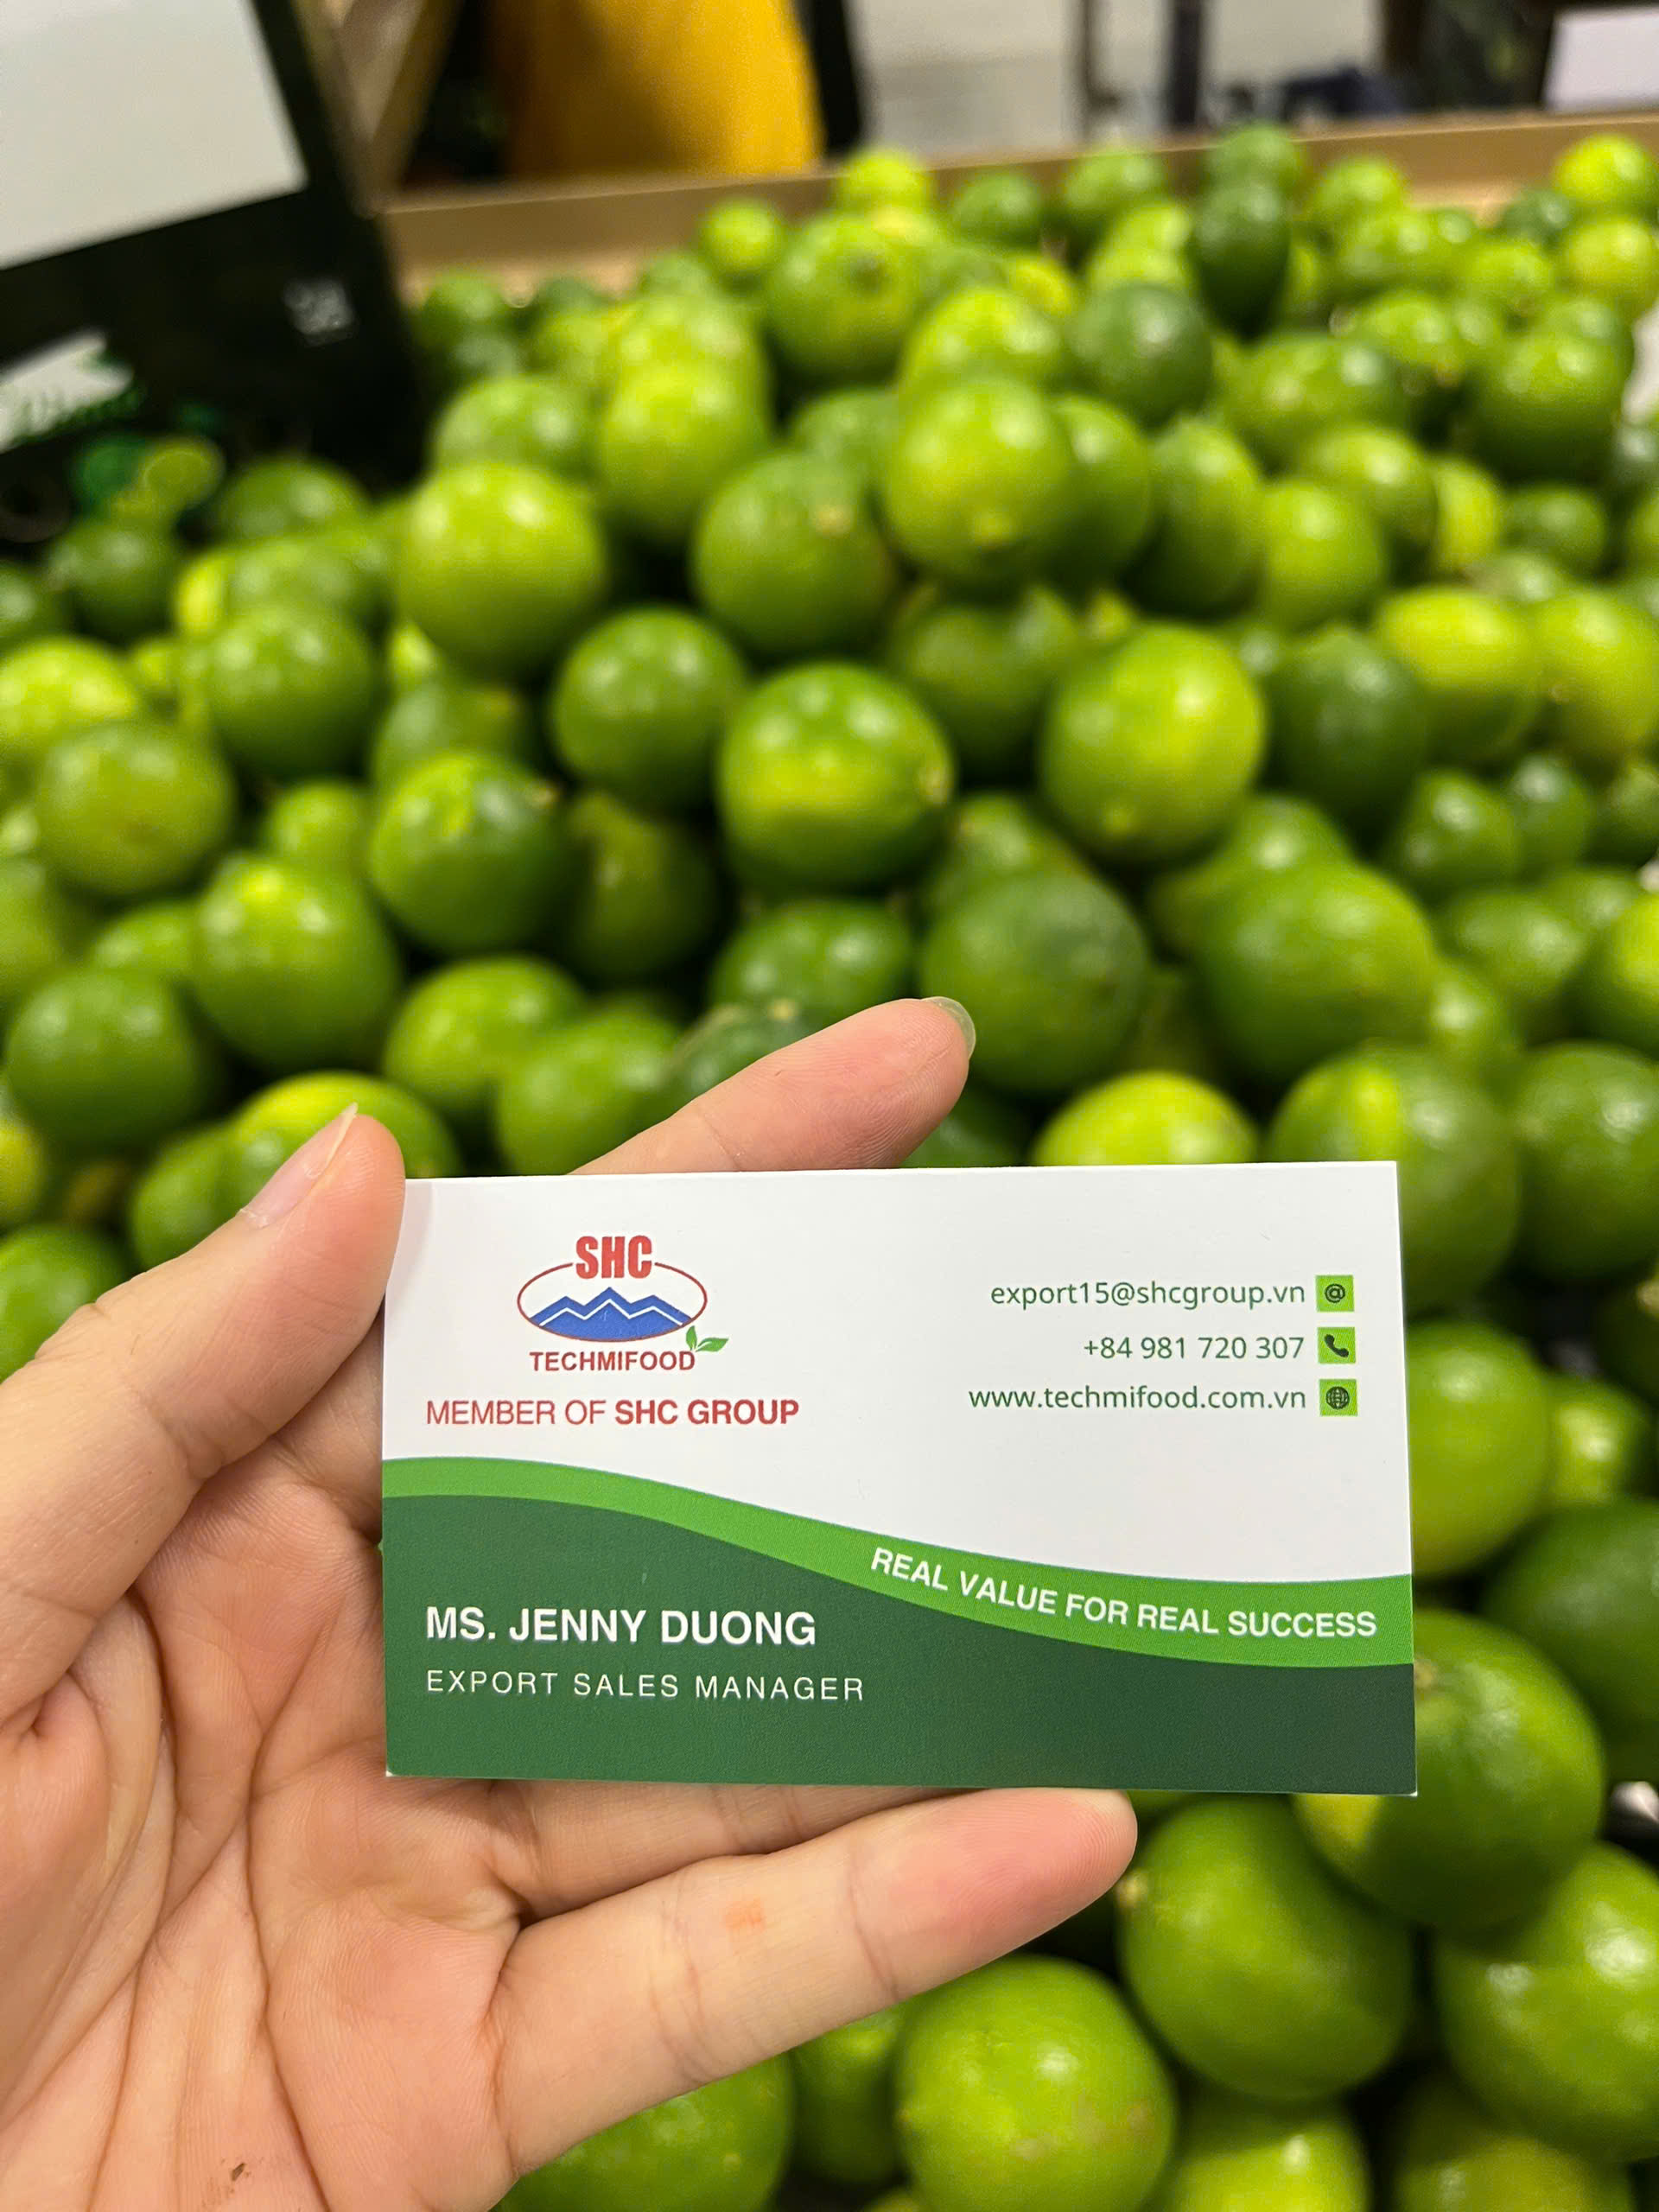 SHC
TECHMIFOOD
MEMBER OF SHC GROUP
export15@shcgroup.vn
+84 981 720 307
www.techmifood.com.vn
REAL VALUE FOR REAL SUCCESS
MS. JENNY DUONG
EXPORT SALES MANAGER